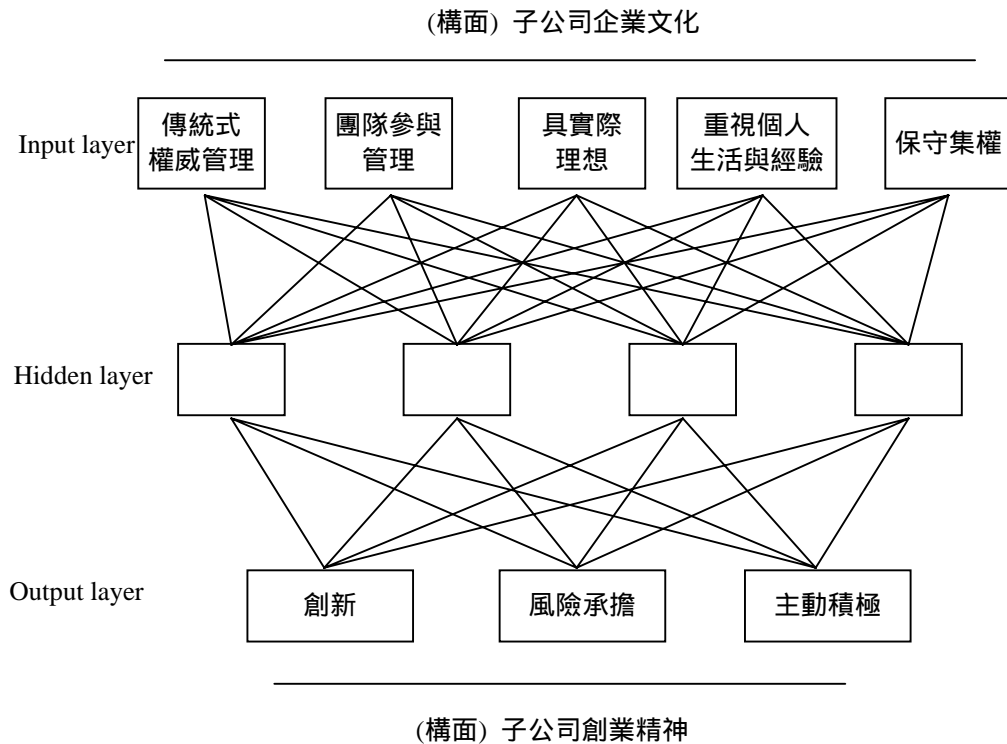 (構面) 子公司企業文化
Input layer
傳統式
權威管理
團隊參與
管理
具實際
理想
重視個人
生活與經驗
保守集權
Hidden layer
Output layer
創新
風險承擔
主動積極
(構面) 子公司創業精神